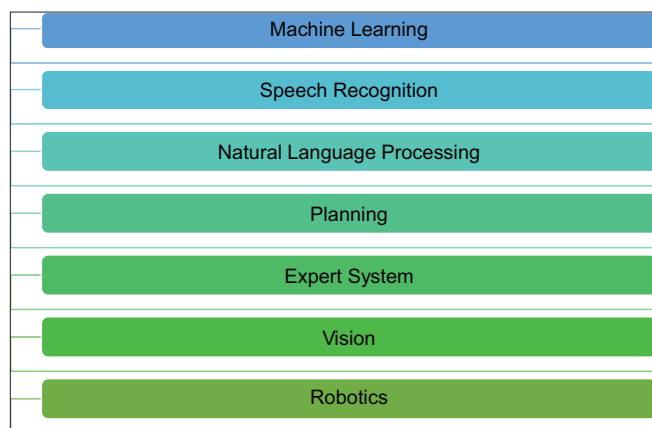 Machine Learning
Speech Recognition
Natural Language Processing
Planning
Expert System
Vision
Robotics